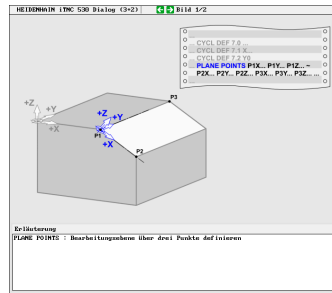 HEIDENHAIN iTNC 530 Dialog (3+2) Bild 1/2
CYCL DEF 7.0 ...
CYCL DEF 7.1 X...
CYCL DEF 7.2 Y0
PLANE POINTS P1X... P1Y... P1Z... ~
P2X... P2Y... P2Z... P3X... P3Y... P3Z... ...
P3
+Z
+Y
+X
+Z
+Y
P1
+X
P2
Erläuterung
PLANE POINTS : Bearbeitungsebene über drei Punkte definieren